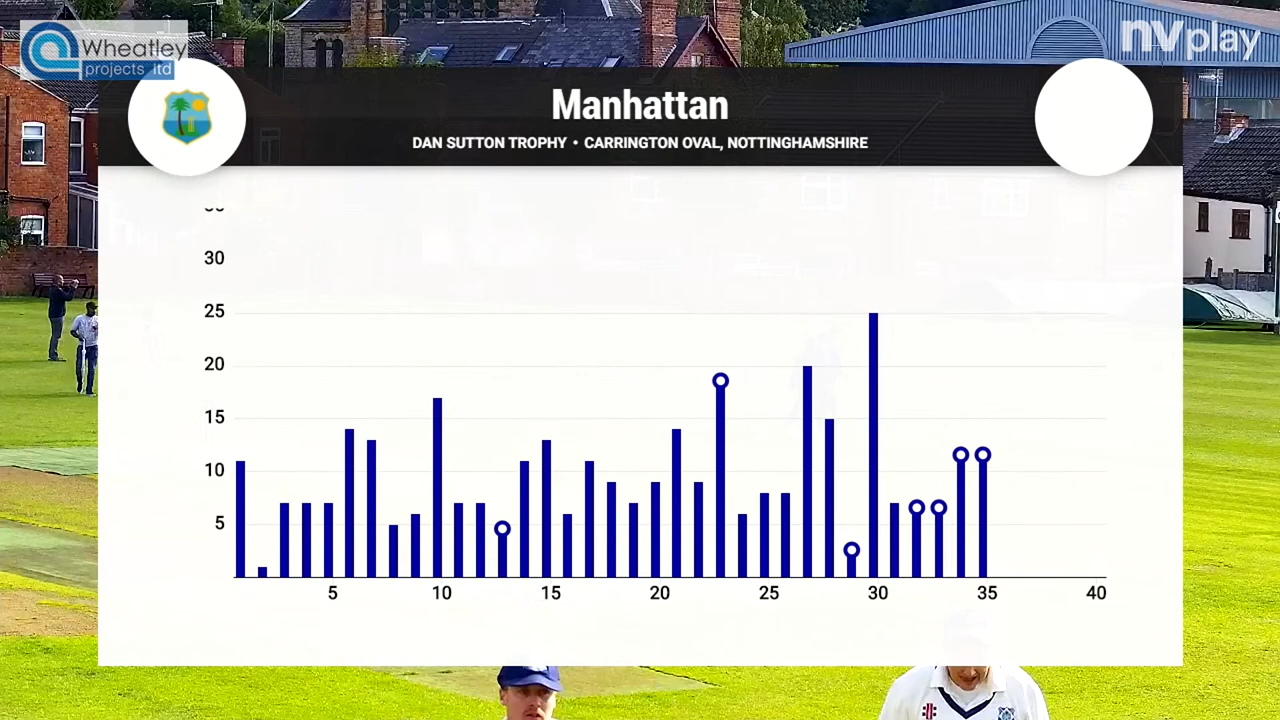 Wheatley
projects ltd
nvplay
Manhattan
DAN SUTTON TROPHY • CARRINGTON OVAL, NOTTINGHAMSHIRE
30
25
20
15
10
5
5 10 15 20 25 30 35 40